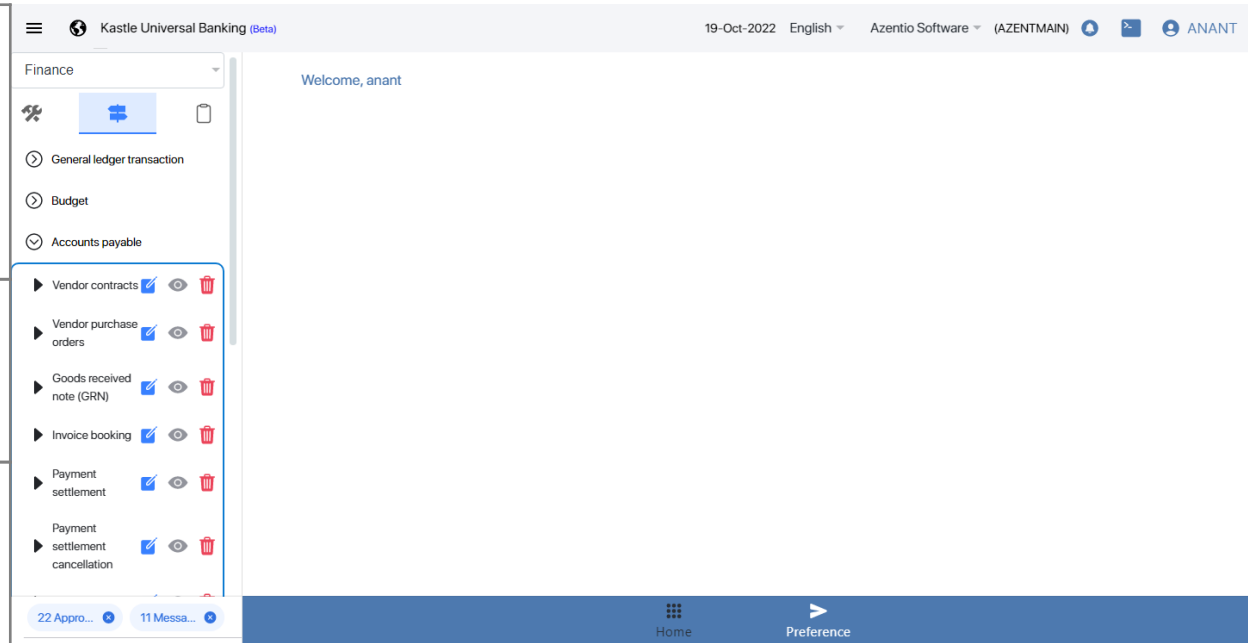 Kastle Universal Banking (Beta)
19-Oct-2022 English Azentio Software (AZENTMAIN) ANANT
Finance
Welcome, anant
General ledger transaction
Budget
Accounts payable
Vendor contracts
Vendor purchase
orders
Goods received
note (GRN)
Invoice booking
Payment
settlement
Payment
settlement
cancellation
22 Appro... 11 Messa...
Home Preference